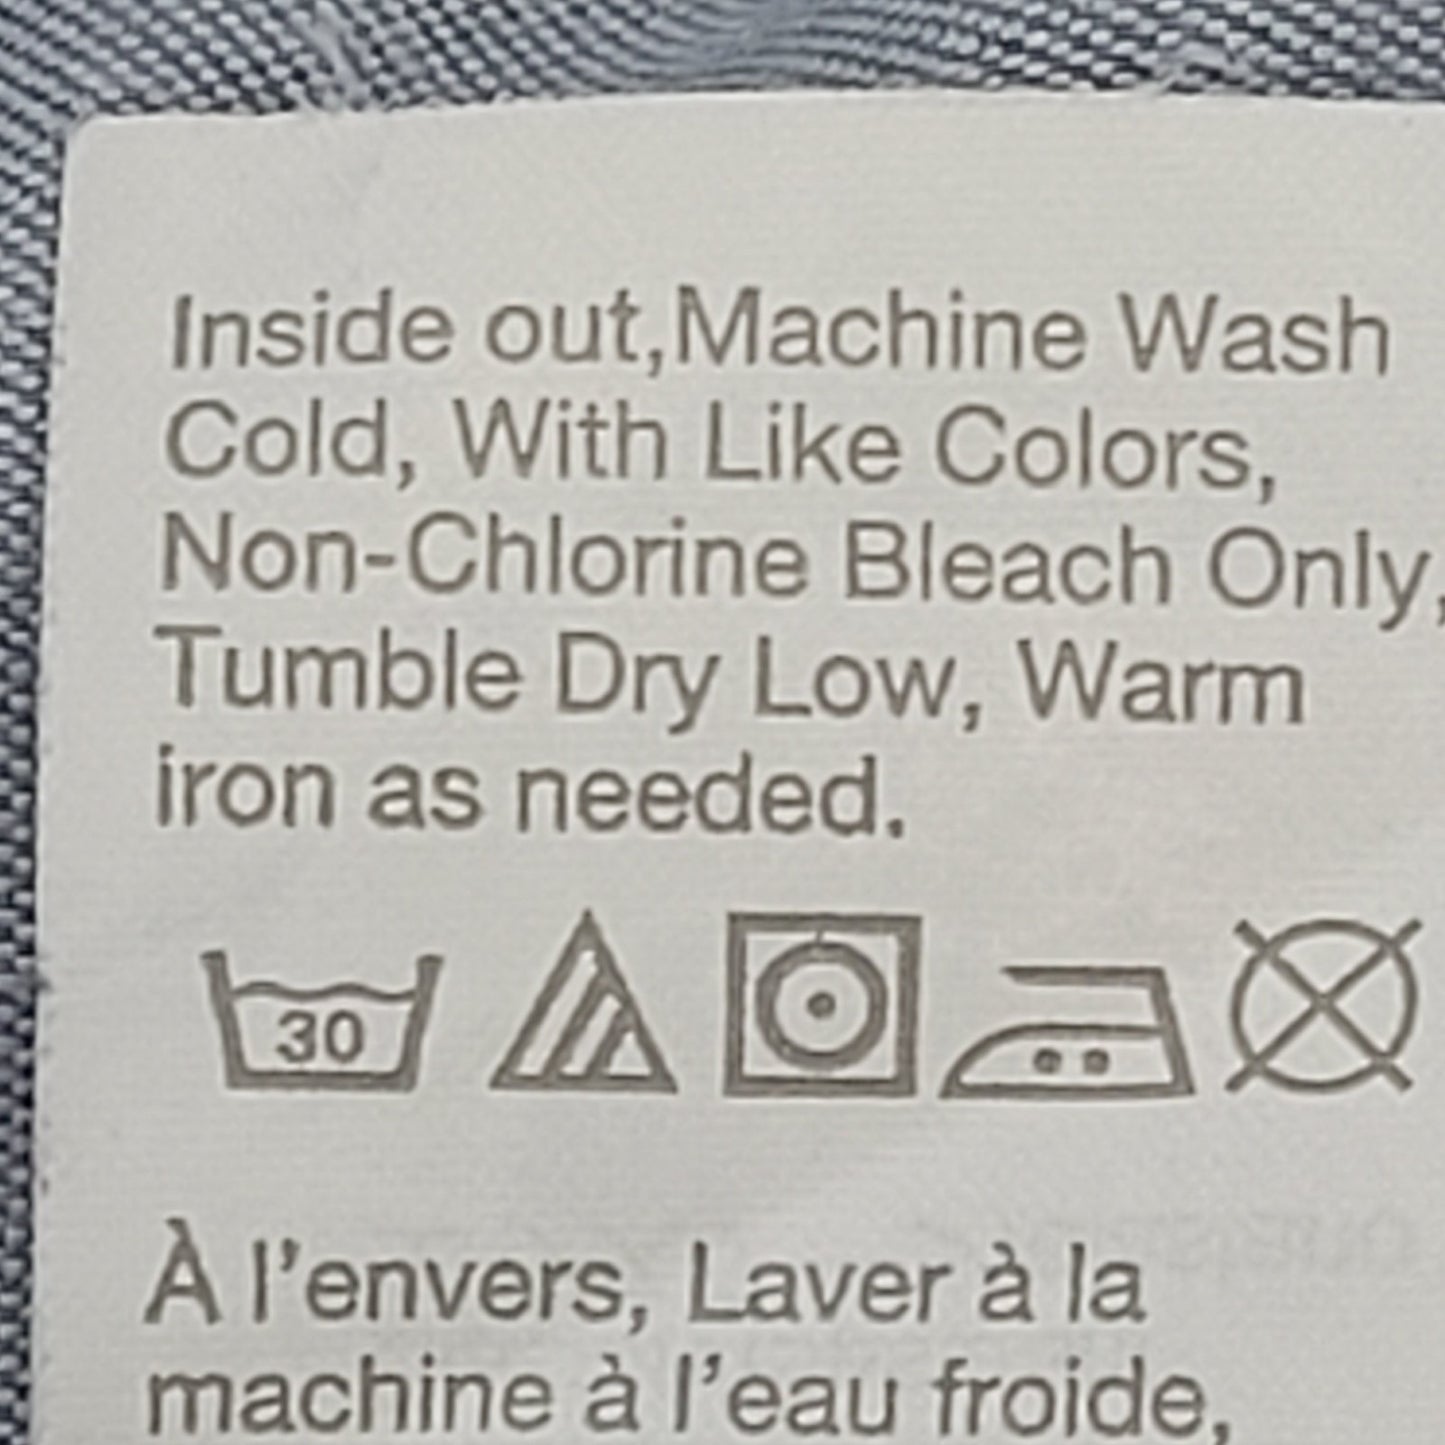 Inside out,Machine Wash
Cold, With Like Colors,
Non-Chlorine Bleach Only,
Tumble Dry Low, Warm
iron as needed.
30
À l'envers, Laver à la
machine à l'eau froide,